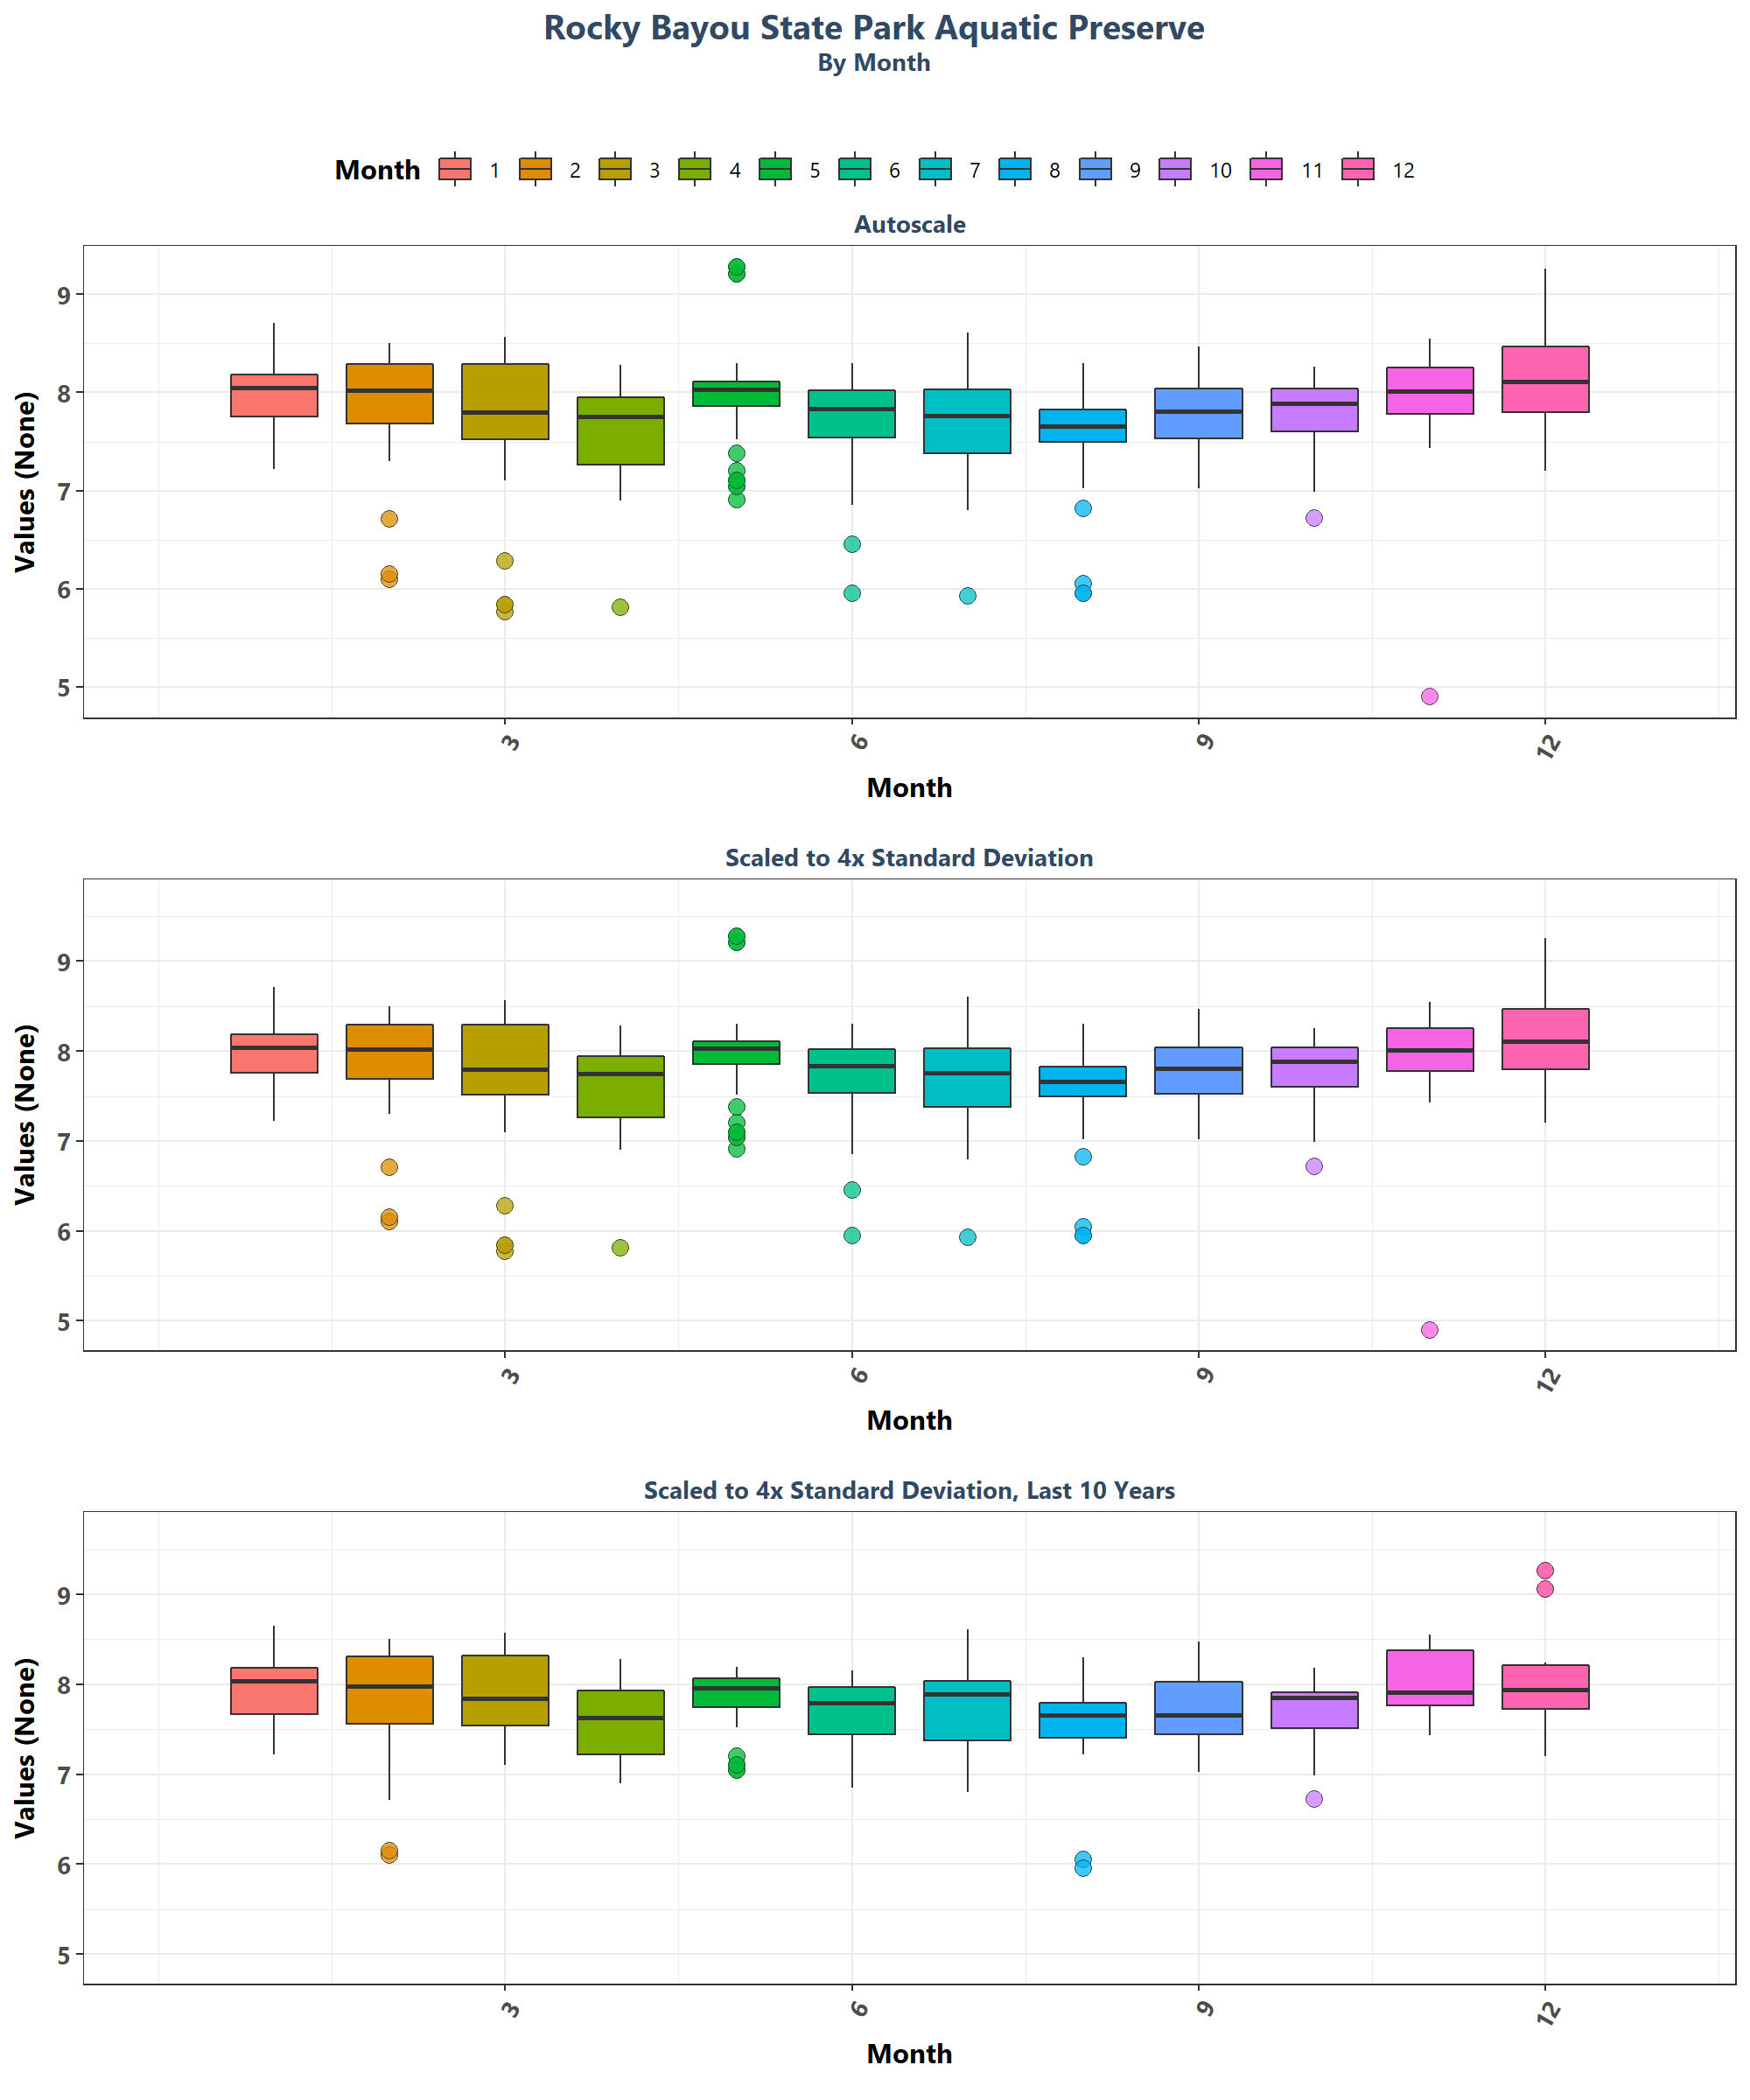 Rocky Bayou State Park Aquatic Preserve
By Month
Month 1 2 3 4 5 6 7 8 9 10 11 12
Autoscale
Values (None)
9
8
7
6
5
3 6 9 12
Month
Scaled to 4x Standard Deviation
Values (None)
9
8
7
6
5
3 6 9 12
Month
Scaled to 4x Standard Deviation, Last 10 Years
Values (None)
9
8
7
6
5
3 6 9 12
Month